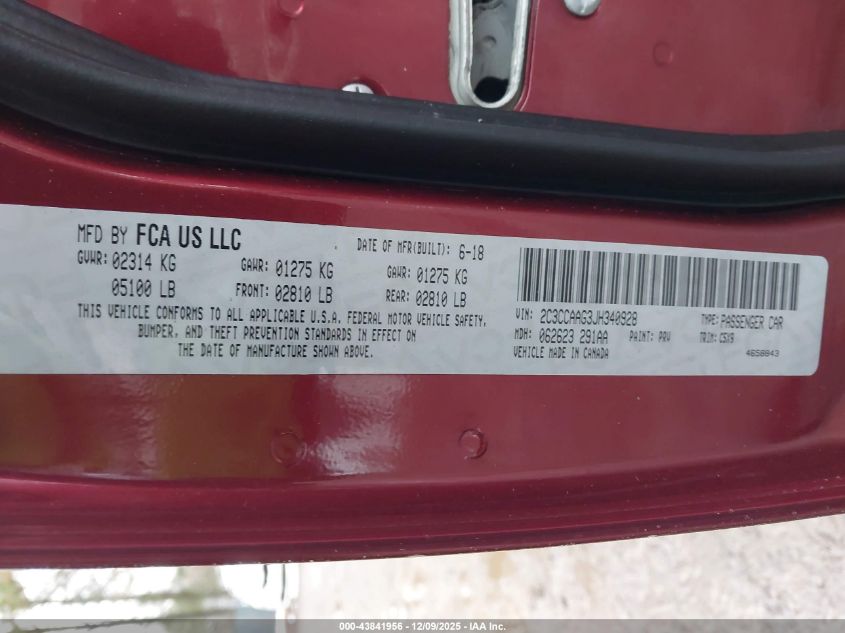 MFD BY FCA US LLC
DATE OF MFR(BUILT): 6-18
GVWR: 02314 KG
GAWR: 01275 KG
GAWR: 01275 KG
05100 LB
FRONT: 02810 LB
REAR: 02810 LB
THIS VEHICLE CONFORMS TO ALL APPLICABLE U.S.A. FEDERAL MOTOR VEHICLE SAFETY,
BUMPER, AND THEFT PREVENTION STANDARDS IN EFFECT ON
THE DATE OF MANUFACTURE SHOWN ABOVE.
VIN: 2C3CCAAG3JH340928
TYPE: PASSENGER CAR
MDH: 062623 291AA
PAINT: PRV
TRIM: C5X9
VEHICLE MADE IN CANADA
4658843
000-43841956 | 12/09/2025 - IAA Inc.